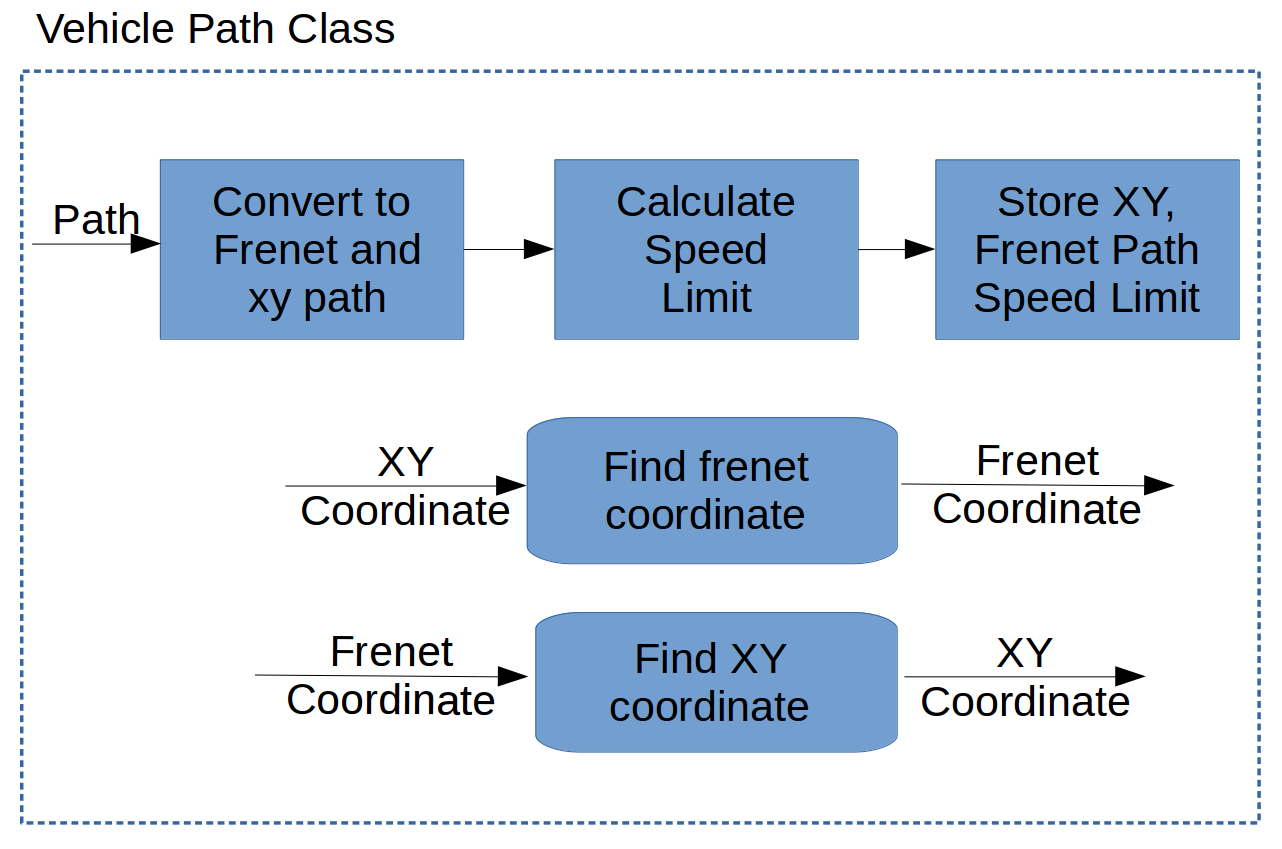 Vehicle Path Class
Path
Convert to
Frenet and
xy path
Calculate
Speed
Limit
Store XY,
Frenet Path
Speed Limit
XY
Coordinate
Find frenet
coordinate
Frenet
Coordinate
Frenet
Coordinate
Find XY
coordinate
XY
Coordinate